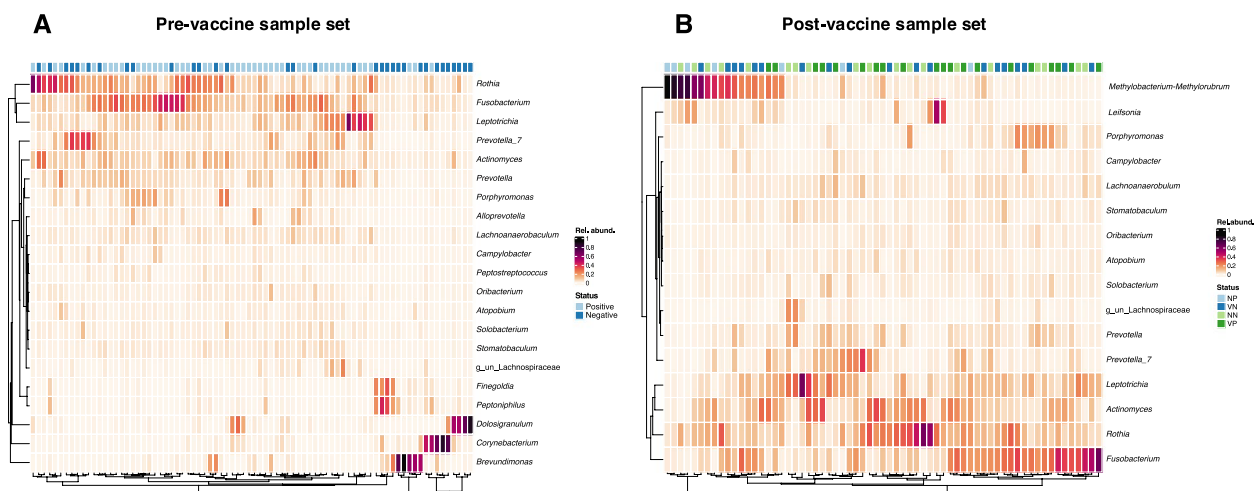 A
Pre-vaccine sample set
Rothia
Fusobacterium
Leptotrichia
Prevotella_7
Actinomyces
Prevotella
Porphyromonas
Alloprevotella
Lachnoanaerobaculum
Campylobacter
Peptostreptococcus
Oribacterium
Atopobium
Solobacterium
Stomatobaculum
g_un_Lachnospiraceae
Finegoldia
Peptoniphilus
Dolosigranulum
Corynebacterium
Brevundimonas
Rel. abund.
1
0.8
0.6
0.4
0.2
0
Status
Positive
Negative
B
Post-vaccine sample set
Methylobacterium-Methylorubrum
Leifsonia
Porphyromonas
Campylobacter
Lachnoanaerobulum
Stomatobaculum
Oribacterium
Atopobium
Solobacterium
g_un_Lachnospiraceae
Prevotella
Prevotella_7
Leptotrichia
Actinomyces
Rothia
Fusobacterium
Rel.abund.
1
0.8
0.6
0.4
0.2
0
Status
NP
VN
NN
VP